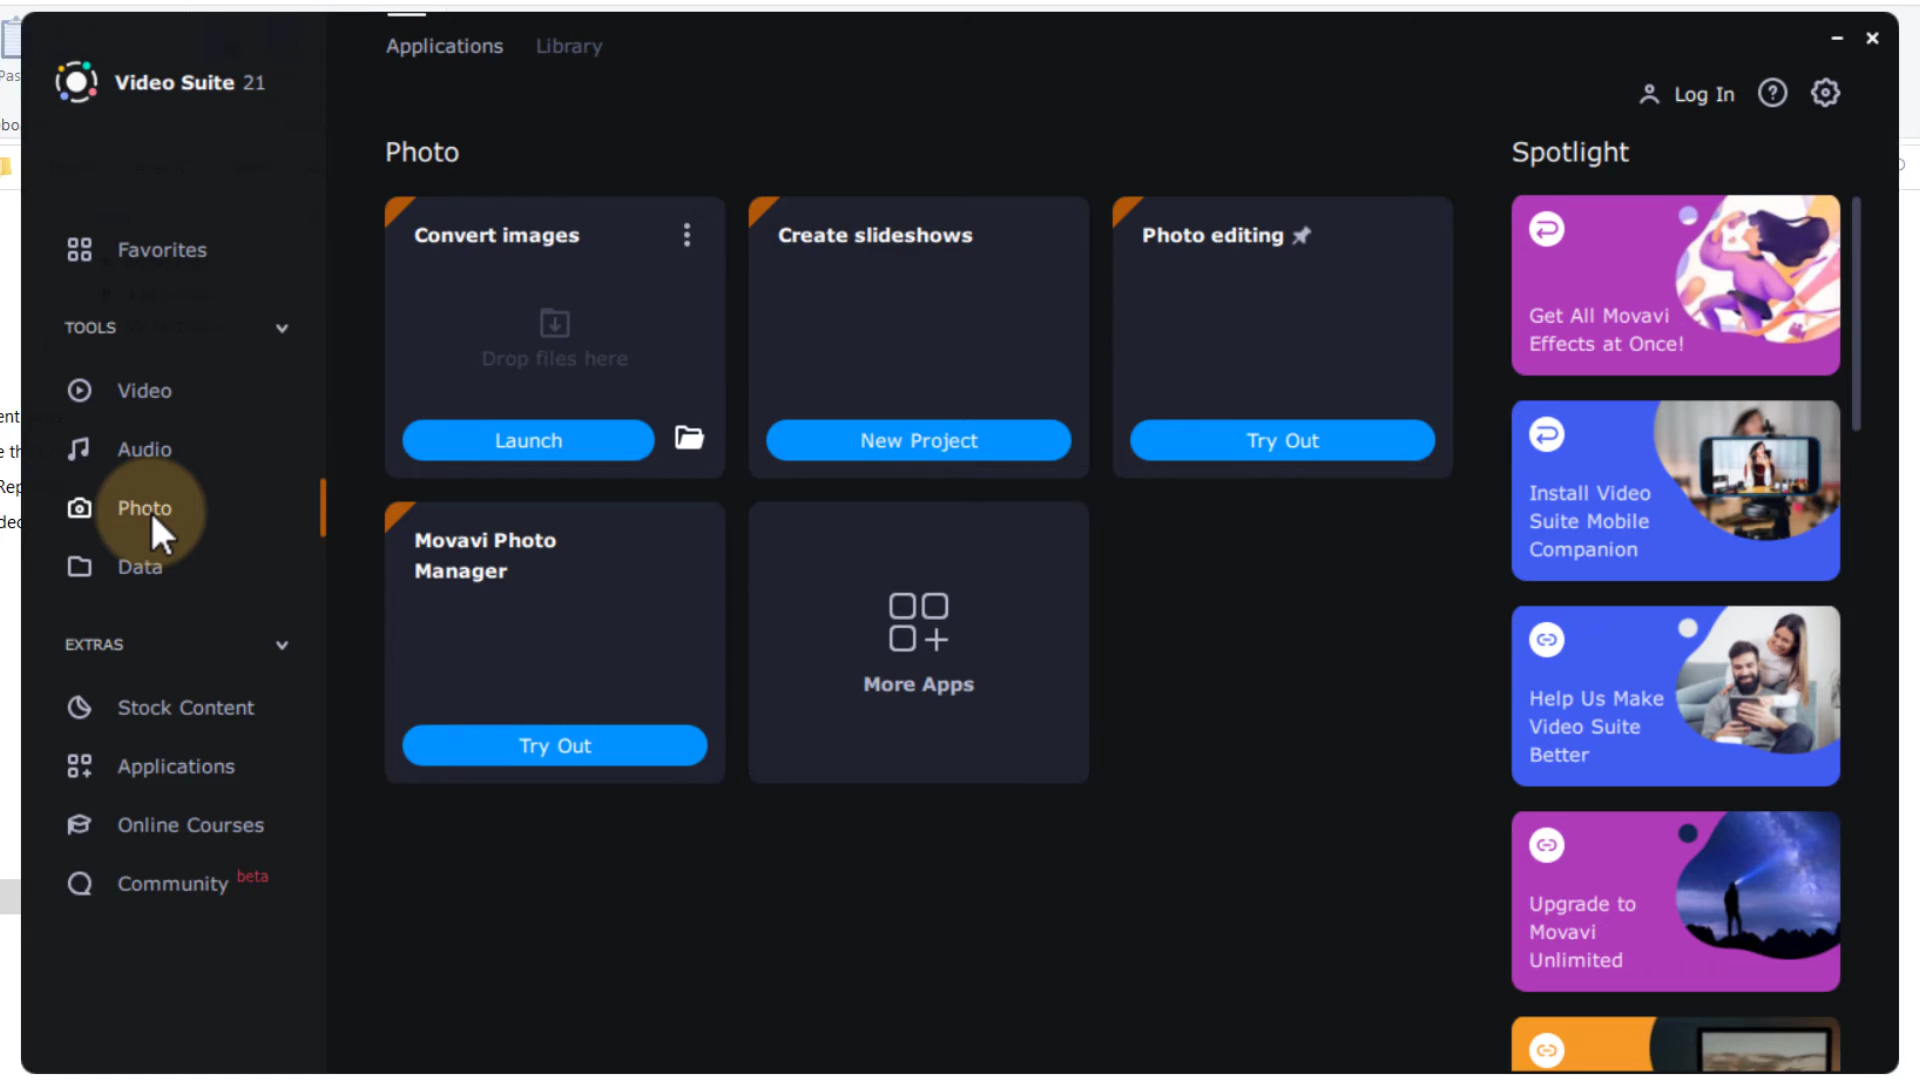 Applications
Library
Video Suite 21
Log In
Photo
Spotlight
Convert images
Create slideshows
Photo editing
Drop files here
Launch
New Project
Try Out
Movavi Photo
Manager
Try Out
More Apps
Favorites
TOOLS
Video
Audio
Photo
Data
EXTRAS
Stock Content
Applications
Online Courses
Community beta
Get All Movavi
Effects at Once!
Install Video
Suite Mobile
Companion
Help Us Make
Video Suite
Better
Upgrade to
Movavi
Unlimited